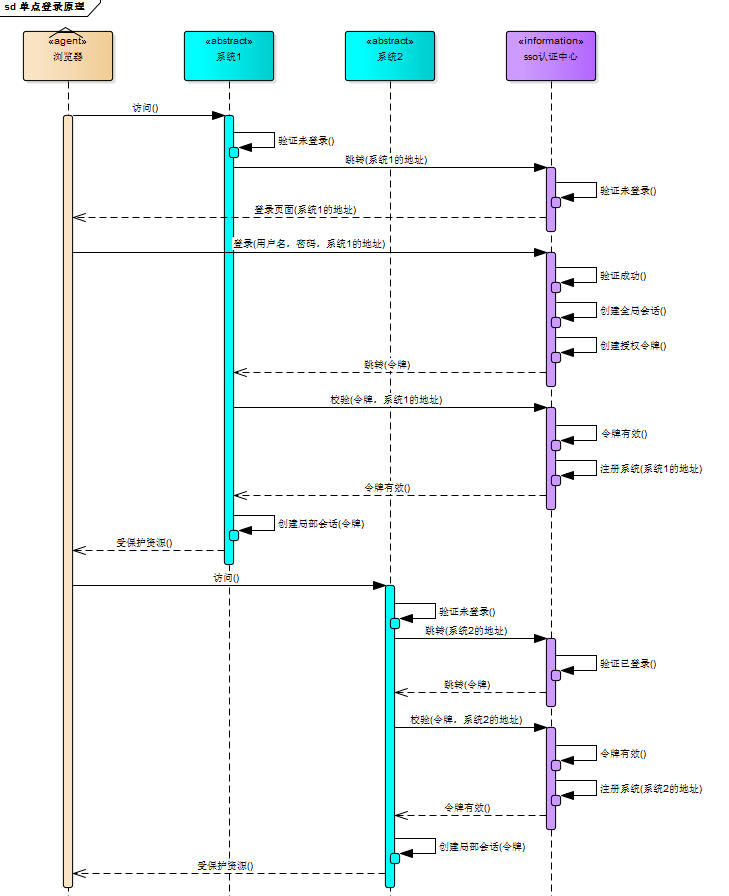 sd 单点登录原理
«agent»
浏览器
«abstract»
系统1
«abstract»
系统2
«information»
sso认证中心
访问()
验证未登录()
跳转(系统1的地址)
验证未登录()
登录页面(系统1的地址)
登录(用户名，密码，系统1的地址)
验证成功()
创建全局会话()
创建授权令牌()
跳转(令牌)
校验(令牌，系统1的地址)
令牌有效()
注册系统(系统1的地址)
令牌有效()
创建局部会话(令牌)
受保护资源()
访问()
验证未登录()
跳转(系统2的地址)
验证已登录()
跳转(令牌)
校验(令牌，系统2的地址)
令牌有效()
注册系统(系统2的地址)
令牌有效()
创建局部会话(令牌)
受保护资源()